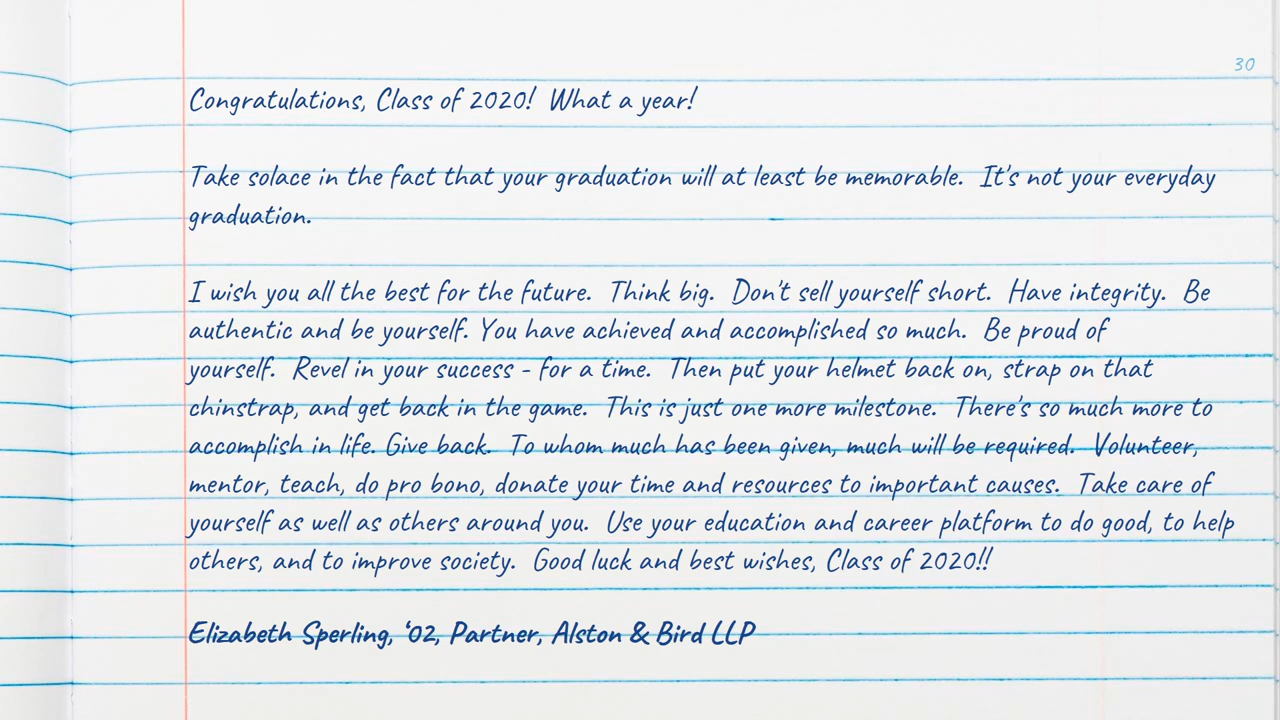 30
Congratulations, Class of 2020!  What a year!
Take solace in the fact that your graduation will at least be memorable.  It's not your everyday
graduation.
I wish you all the best for the future.  Think big.  Don't sell yourself short.  Have integrity.  Be
authentic and be yourself. You have achieved and accomplished so much.  Be proud of
yourself.  Revel in your success - for a time.  Then put your helmet back on, strap on that
chinstrap, and get back in the game.  This is just one more milestone.  There's so much more to
accomplish in life. Give back.  To whom much has been given, much will be required.  Volunteer,
mentor, teach, do pro bono, donate your time and resources to important causes.  Take care of
yourself as well as others around you.  Use your education and career platform to do good, to help
others, and to improve society.  Good luck and best wishes, Class of 2020!!
Elizabeth Sperling, ‘02, Partner, Alston & Bird LLP